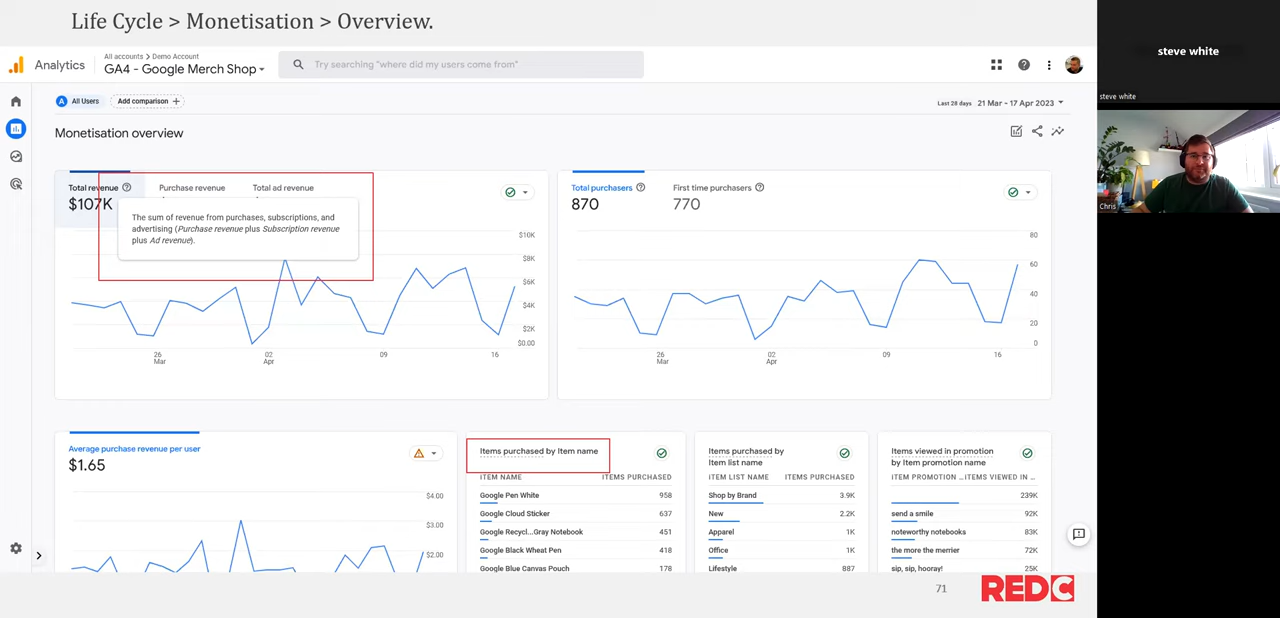 Life Cycle > Monetisation > Overview.
steve white
steve white
Chris
Analytics
All accounts > Demo Account
GA4 - Google Merch Shop
Try searching "where did my users come from"
A All Users
Add comparison +
Last 28 days 21 Mar - 17 Apr 2023
Monetisation overview
Total revenue
Purchase revenue
Total ad revenue
$107K
The sum of revenue from purchases, subscriptions, and
advertising (Purchase revenue plus Subscription revenue
plus Ad revenue).
$10K
$8K
$6K
$4K
$2K
$0.00
26
Mar
02
Apr
09
16
Total purchasers
First time purchasers
870
770
80
60
40
20
0
26
Mar
02
Apr
09
16
Average purchase revenue per user
$1.65
$4.00
$3.00
$2.00
Items purchased by Item name
ITEM NAME ITEMS PURCHASED
Google Pen White 958
Google Cloud Sticker 637
Google Recycl...Gray Notebook 451
Google Black Wheat Pen 418
Google Blue Canvas Pouch 178
Items purchased by
Item list name
ITEM LIST NAME ITEMS PURCHASED
Shop by Brand 3.9K
New 2.2K
Apparel 1K
Office 1K
Lifestyle 887
Items viewed in promotion
by Item promotion name
ITEM PROMOTION ... ITEMS VIEWED IN ...
239K
send a smile 92K
noteworthy notebooks 83K
the more the merrier 72K
sip, sip, hooray! 25K
71
REDC